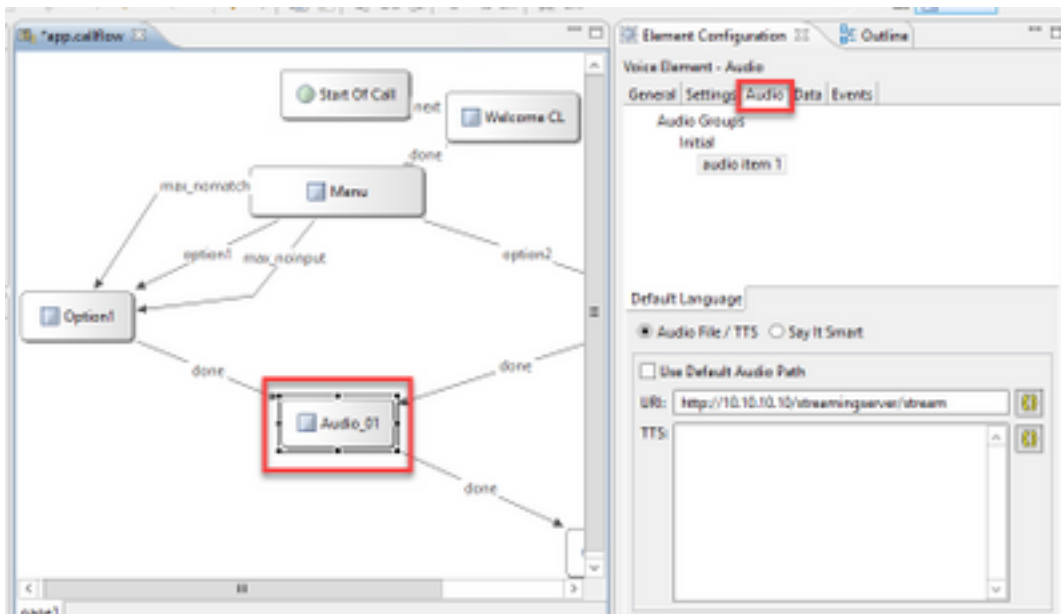 *app.callflow
Start Of Call
next
Welcome CL
done
Menu
max_nomatch
option1
max_noinput
option2
Option1
done
done
Audio_01
done
page1
Element Configuration
Outline
Voice Element - Audio
General Settings Audio Data Events
Audio Groups
Initial
audio item 1
Default Language
Audio File / TTS Say It Smart
Use Default Audio Path
URI: http://10.10.10.10/streamingserver/stream
TTS: